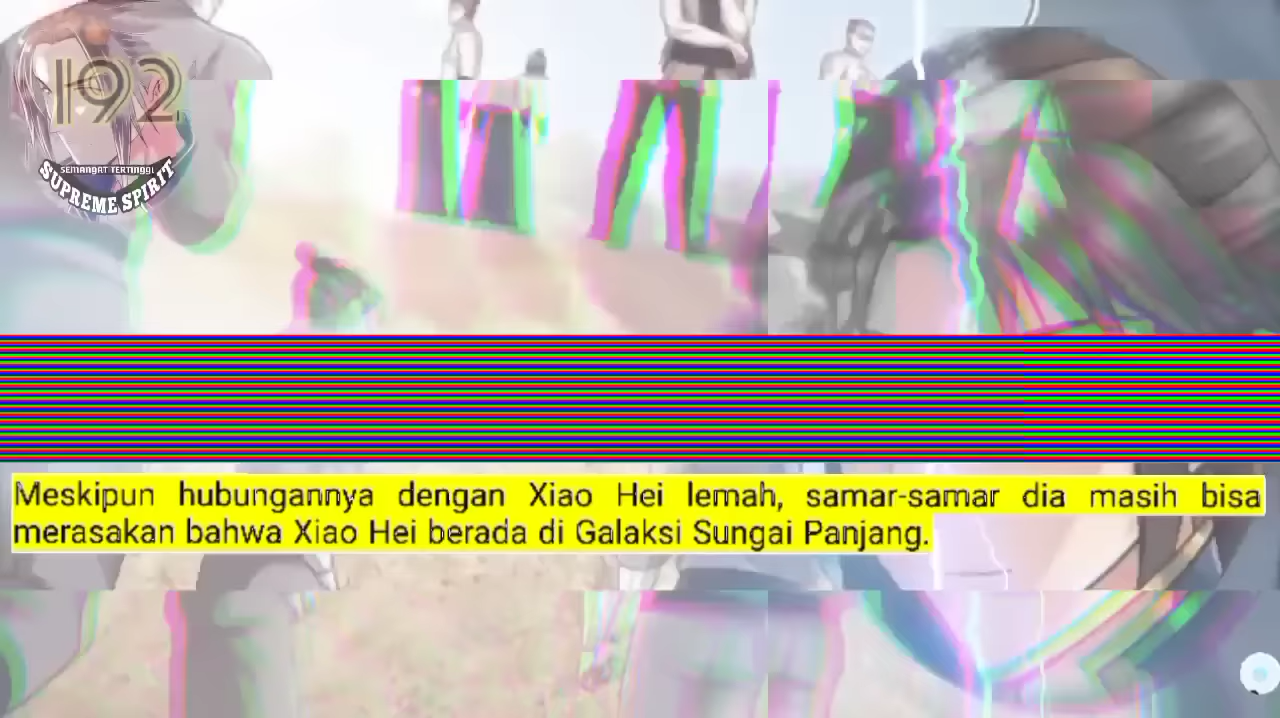 192
SEMANGAT TERTINGGI
SUPREME SPIRIT
Meskipun hubungannya dengan Xiao Hei lemah, samar-samar dia masih bisa
merasakan bahwa Xiao Hei berada di Galaksi Sungai Panjang.